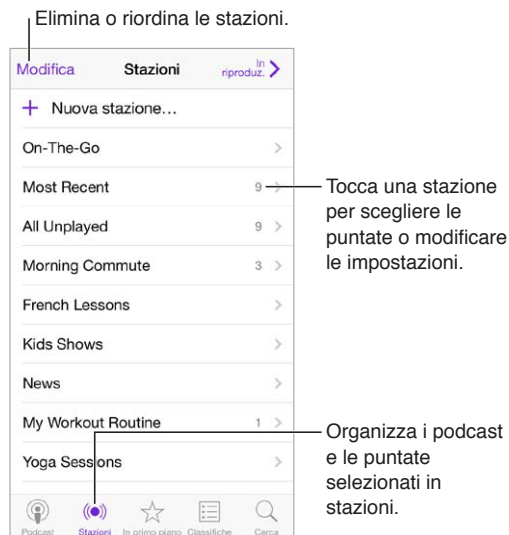 Elimina o riordina le stazioni.
Modifica Stazioni In riproduz.
Nuova stazione…
On-The-Go
Most Recent 9
Tocca una stazione
per scegliere le
puntate o modificare
le impostazioni.
All Unplayed 9
Morning Commute 3
French Lessons
Kids Shows
News
My Workout Routine 1
Organizza i podcast
e le puntate
selezionati in
stazioni.
Yoga Sessions
Podcast Stazioni In primo piano Classifiche Cerca